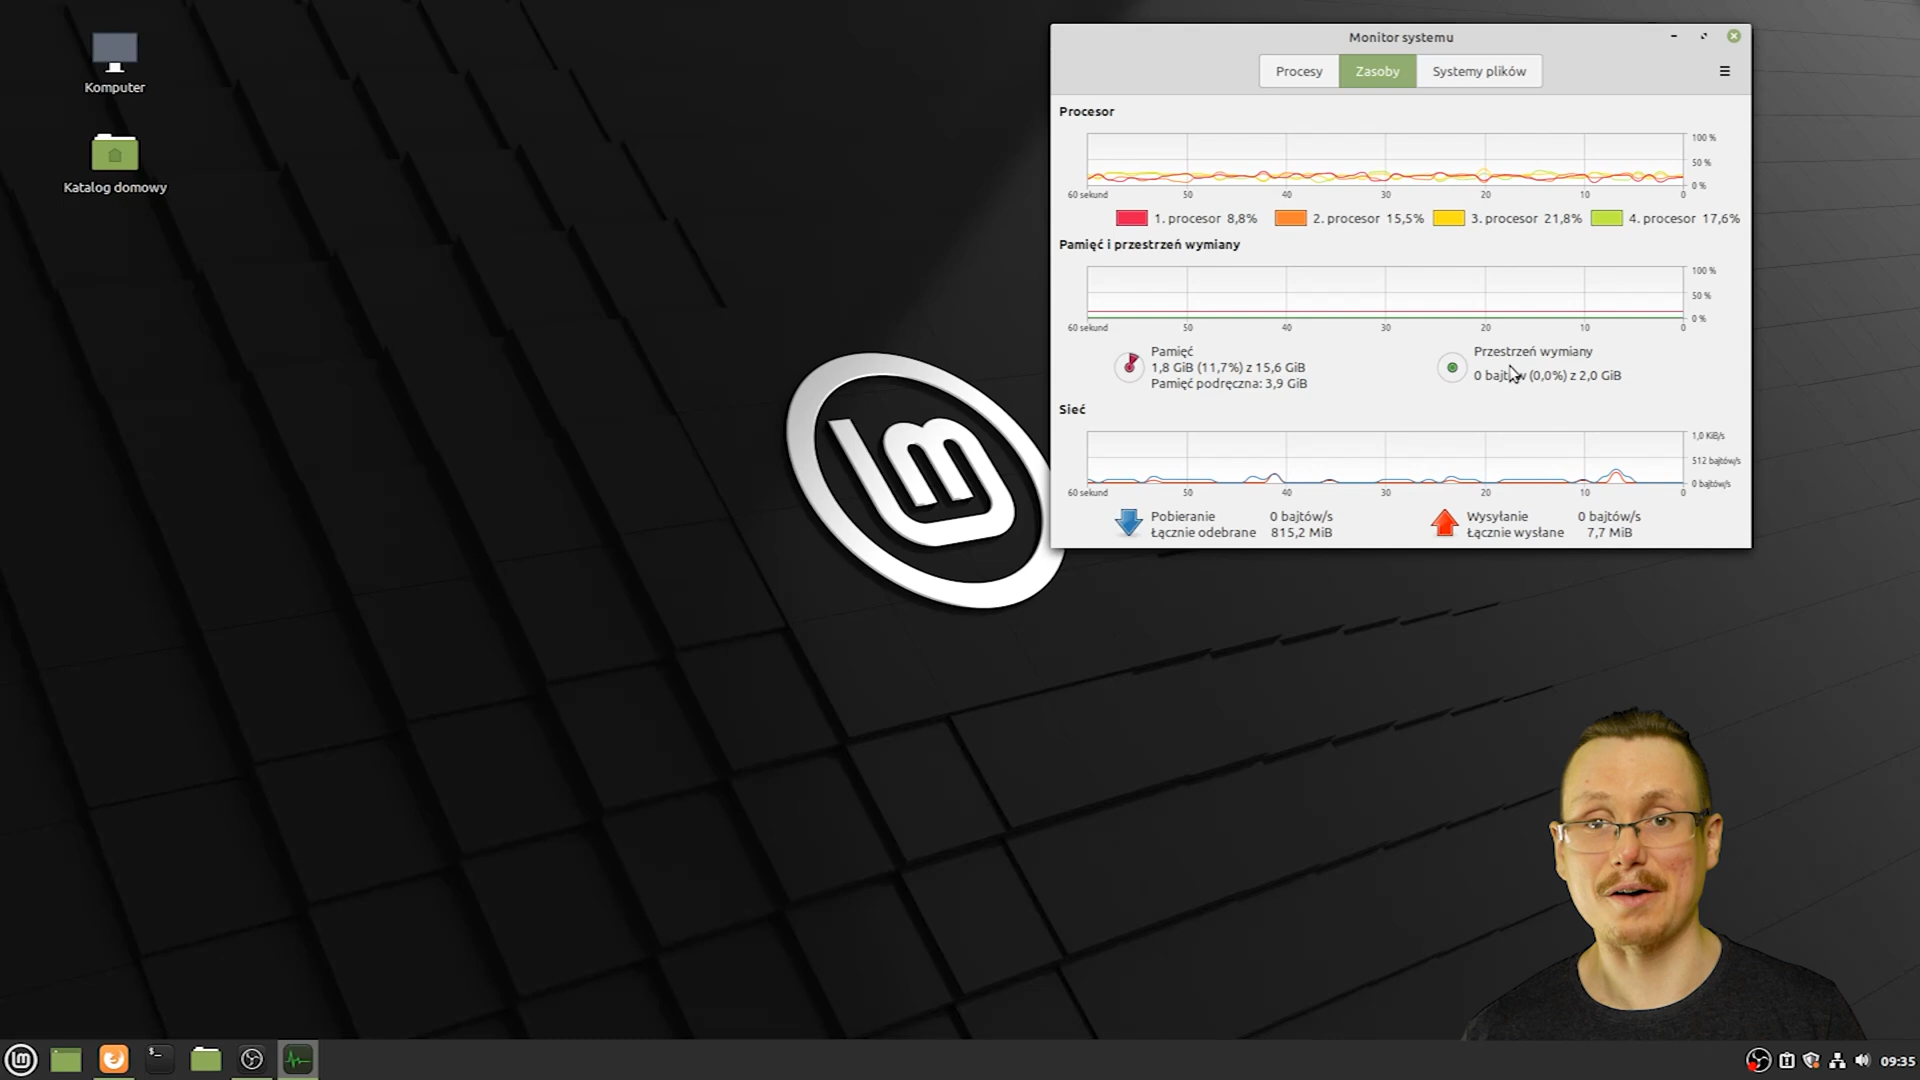 Komputer
Katalog domowy
Monitor systemu
Procesy
Zasoby
Systemy plików
Procesor
100 %
50 %
0 %
60 sekund 50 40 30 20 10 0
1. procesor 8,8%
2. procesor 15,5%
3. procesor 21,8%
4. procesor 17,6%
Pamięć i przestrzeń wymiany
100 %
50 %
0 %
60 sekund 50 40 30 20 10 0
Pamięć
1,8 GiB (11,7%) z 15,6 GiB
Pamięć podręczna: 3,9 GiB
Przestrzeń wymiany
0 bajtów (0,0%) z 2,0 GiB
Sieć
1,0 KiB/s
512 bajtów/s
0 bajtów/s
60 sekund 50 40 30 20 10 0
Pobieranie 0 bajtów/s
Łącznie odebrane 815,2 MiB
Wysyłanie 0 bajtów/s
Łącznie wysłane 7,7 MiB
09:35